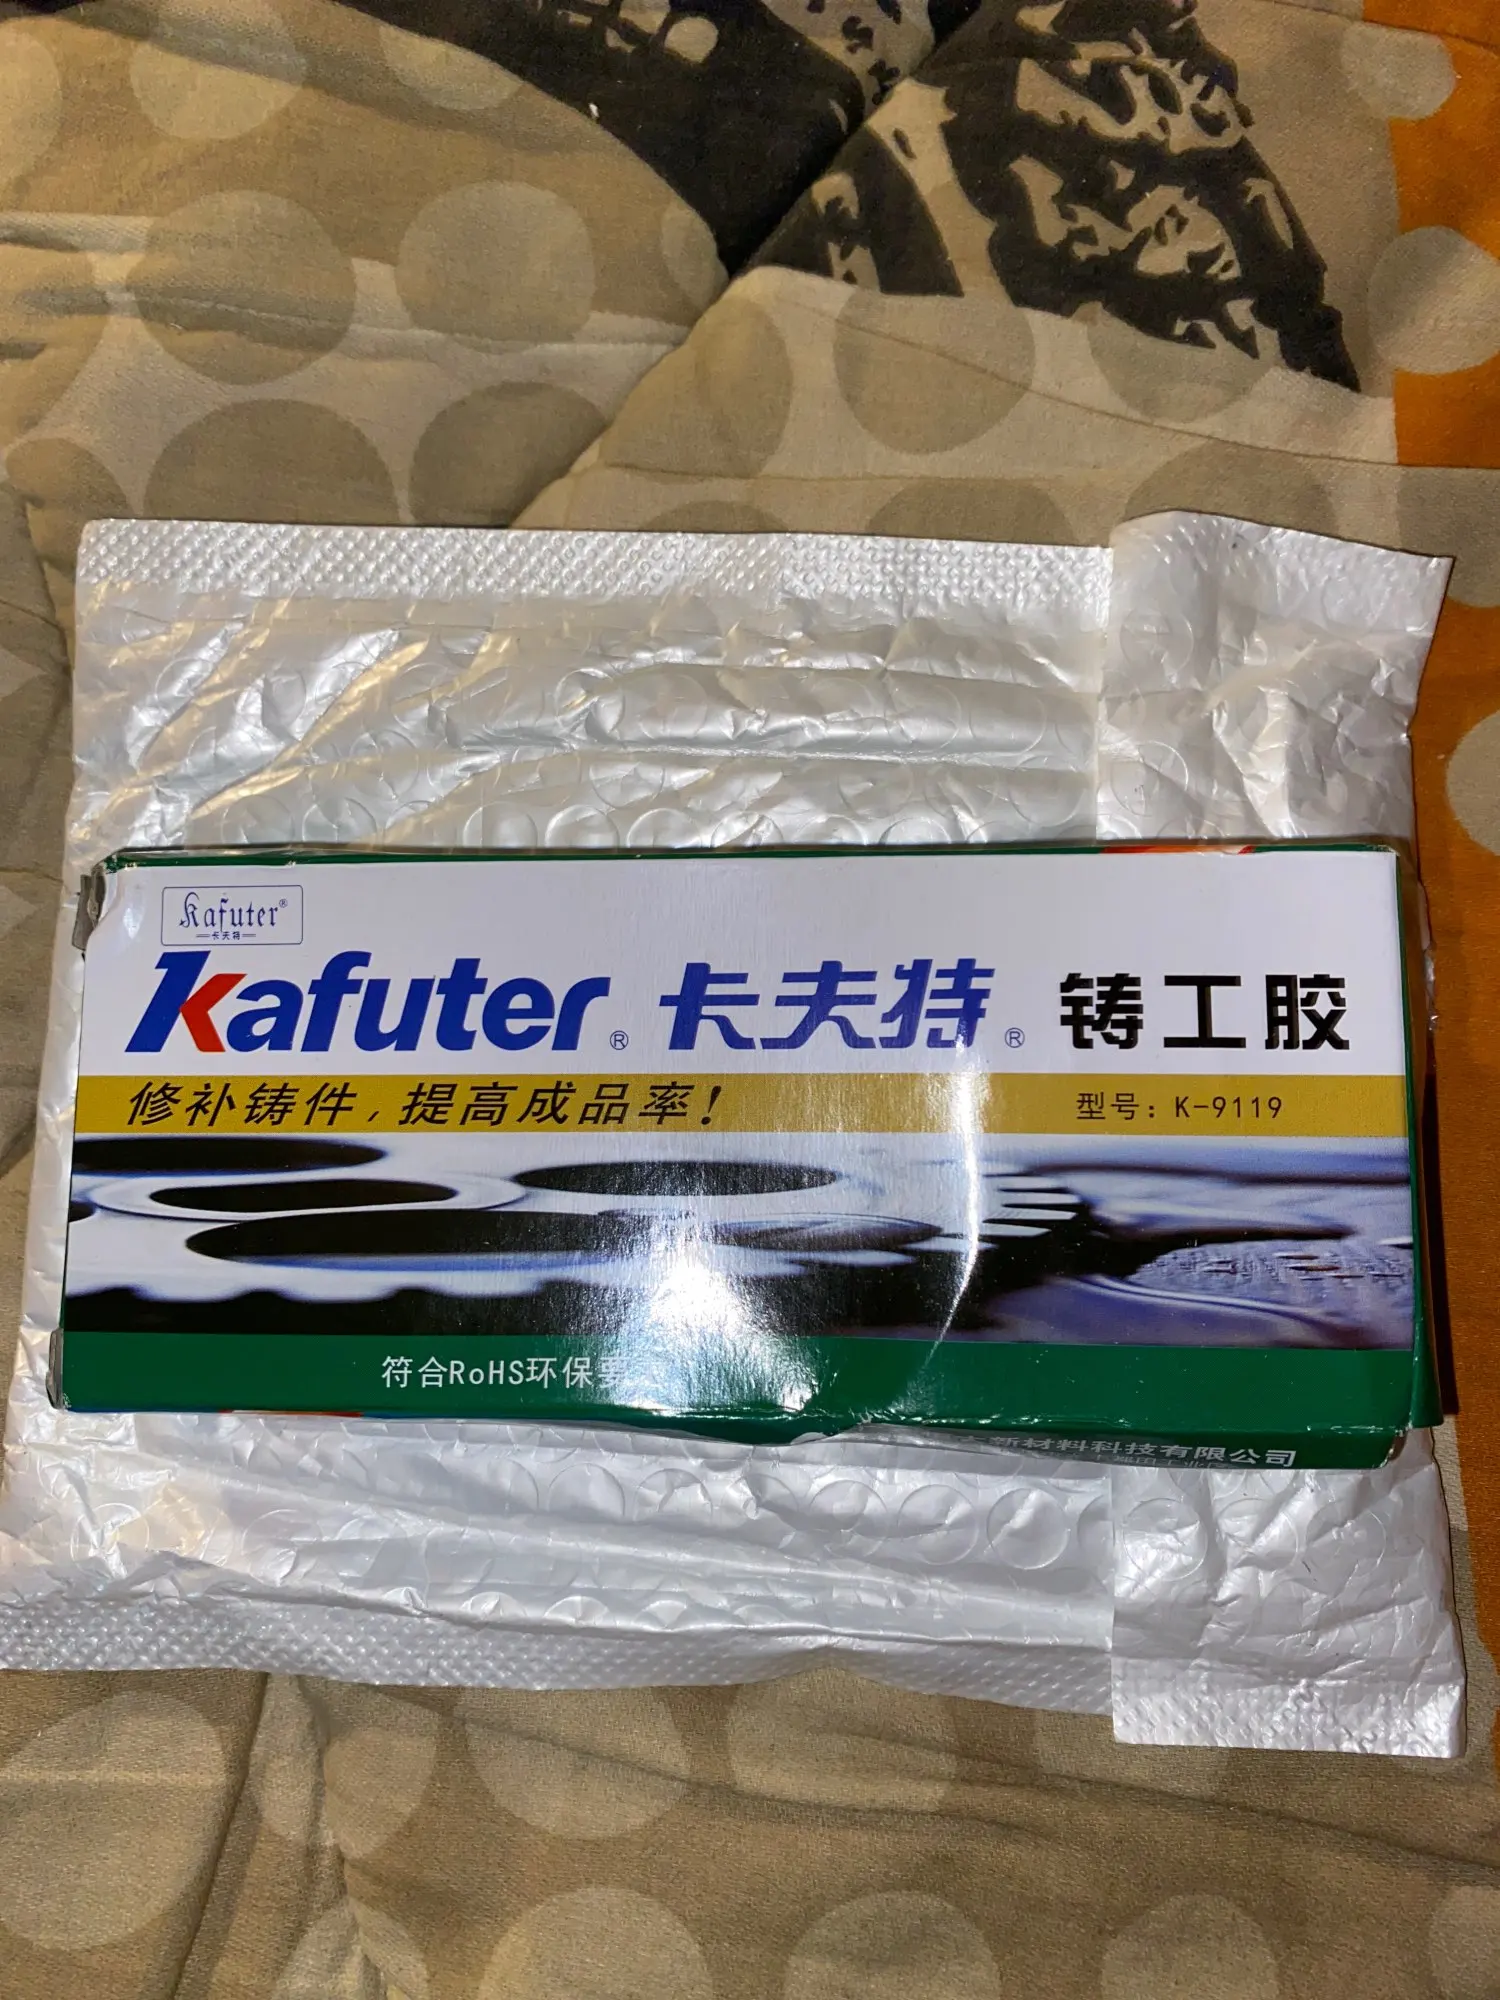 Kafuter®
卡夫特
Kafuter® 卡夫特® 铸工胶
修补铸件,提高成品率!
型号: K-9119
符合RoHS环保要
新材料科技有限公司